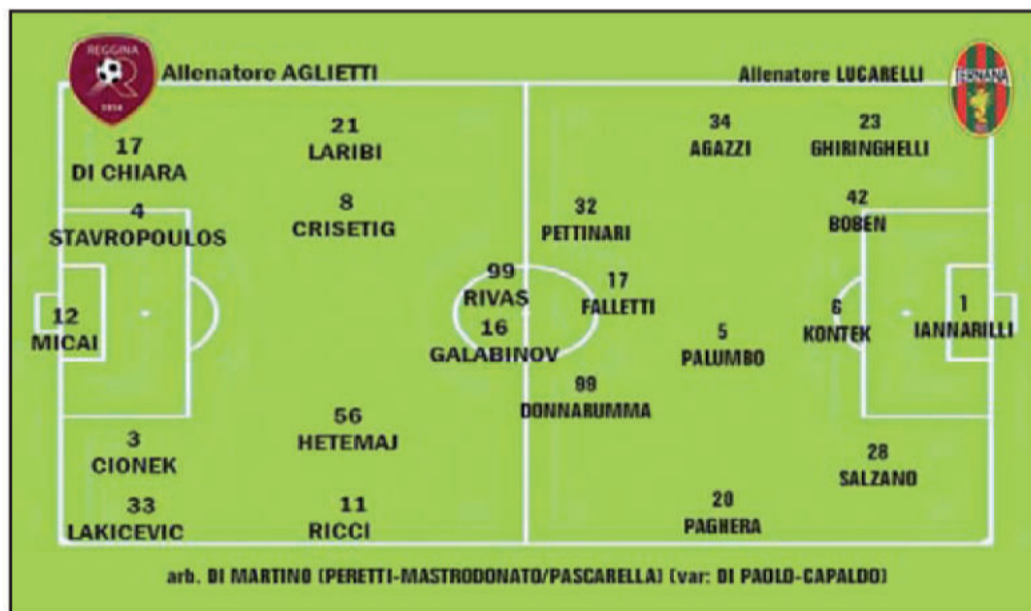 REGGINA
1914
Allenatore AGLIETTI
17
DI CHIARA
4
STAVROPOULOS
12
MICAI
3
CIONEK
33
LAKICEVIC
21
LARIBI
8
CRISETIG
56
HETEMAJ
11
RICCI
99
RIVAS
16
GALABINOV
Allenatore LUCARELLI
TERNANA
32
PETTINARI
17
FALLETTI
99
DONNARUMMA
34
AGAZZI
5
PALUMBO
20
PAGHERA
23
GHIRINGHELLI
42
BOBEN
6
KONTEK
28
SALZANO
1
IANNARILLI
arb. DI MARTINO (PERETTI-MASTRODONATO/PASCARELLA) (var: DI PAOLO-CAPALDO)